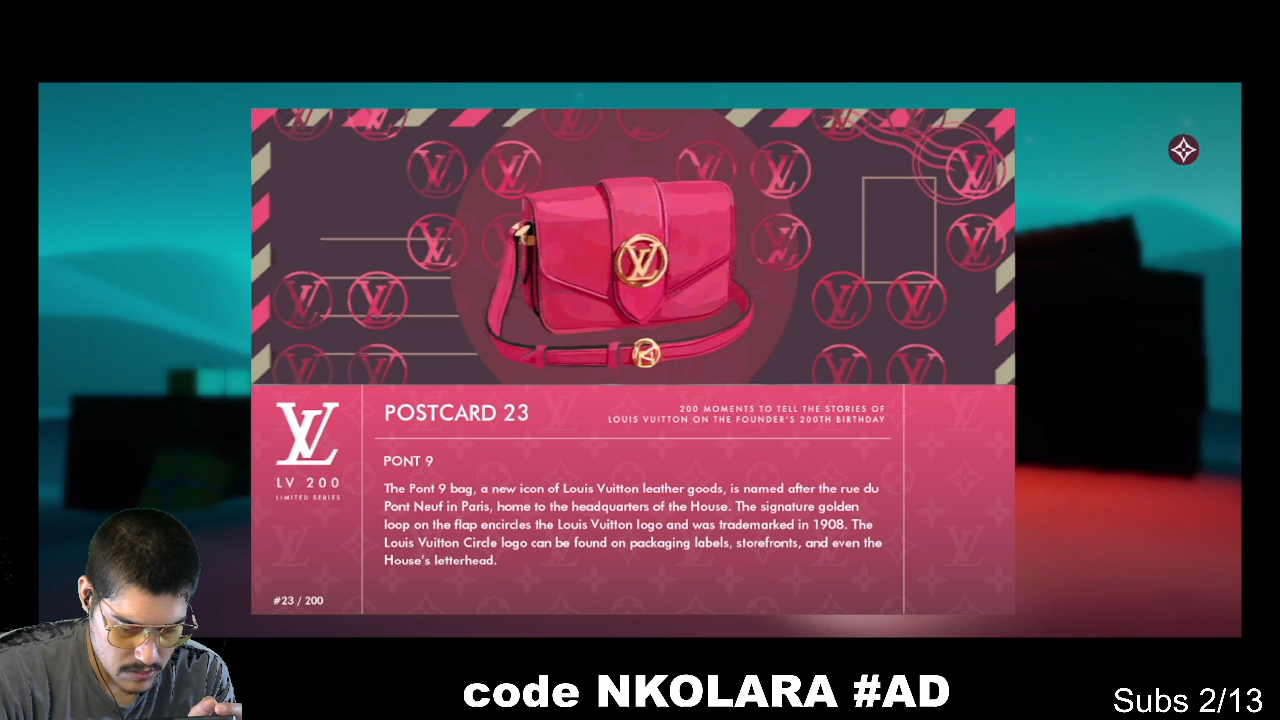 POSTCARD 23
200 MOMENTS TO TELL THE STORIES OF
LOUIS VUITTON ON THE FOUNDER'S 200TH BIRTHDAY
LV
LV 200
LIMITED SERIES
PONT 9
The Pont 9 bag, a new icon of Louis Vuitton leather goods, is named after the rue du
Pont Neuf in Paris, home to the headquarters of the House. The signature golden
loop on the flap encircles the Louis Vuitton logo and was trademarked in 1908. The
Louis Vuitton Circle logo can be found on packaging labels, storefronts, and even the
House's letterhead.
#23 / 200
code NKOLARA #AD
Subs 2/13